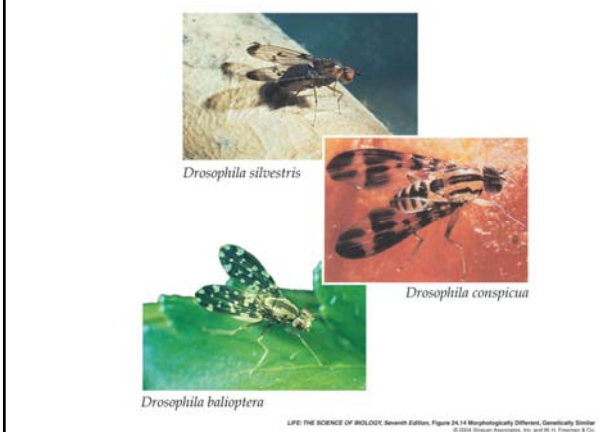 Drosophila silvestris
Drosophila conspicua
Drosophila balioptera
LIFE: THE SCIENCE OF BIOLOGY, Seventh Edition, Figure 24.14 Morphologically Different, Genetically Similar
© 2004 Sinauer Associates, Inc. and W. H. Freeman & Co.